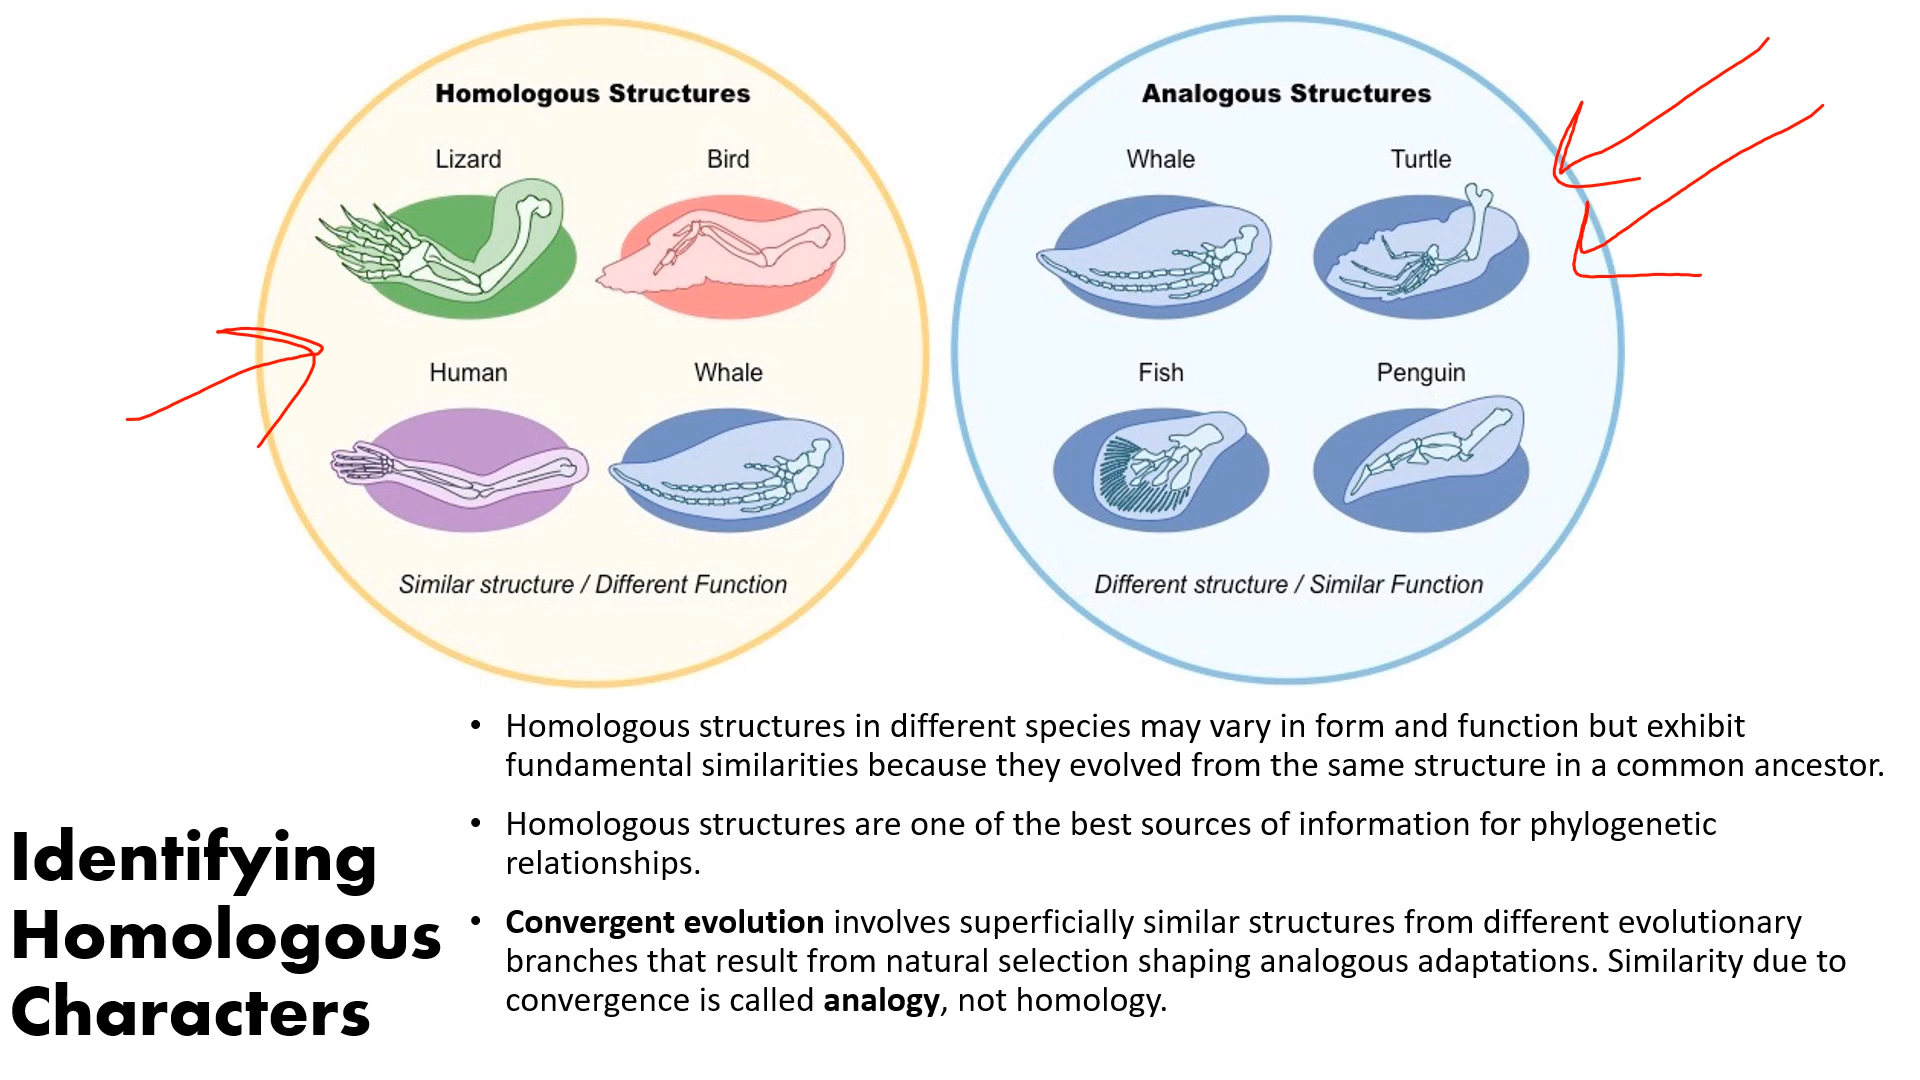 Homologous Structures
Lizard
Bird
Human
Whale
Similar structure / Different Function
Analogous Structures
Whale
Turtle
Fish
Penguin
Different structure / Similar Function
Identifying
Homologous
Characters
• Homologous structures in different species may vary in form and function but exhibit
fundamental similarities because they evolved from the same structure in a common ancestor.
• Homologous structures are one of the best sources of information for phylogenetic
relationships.
• Convergent evolution involves superficially similar structures from different evolutionary
branches that result from natural selection shaping analogous adaptations. Similarity due to
convergence is called analogy, not homology.